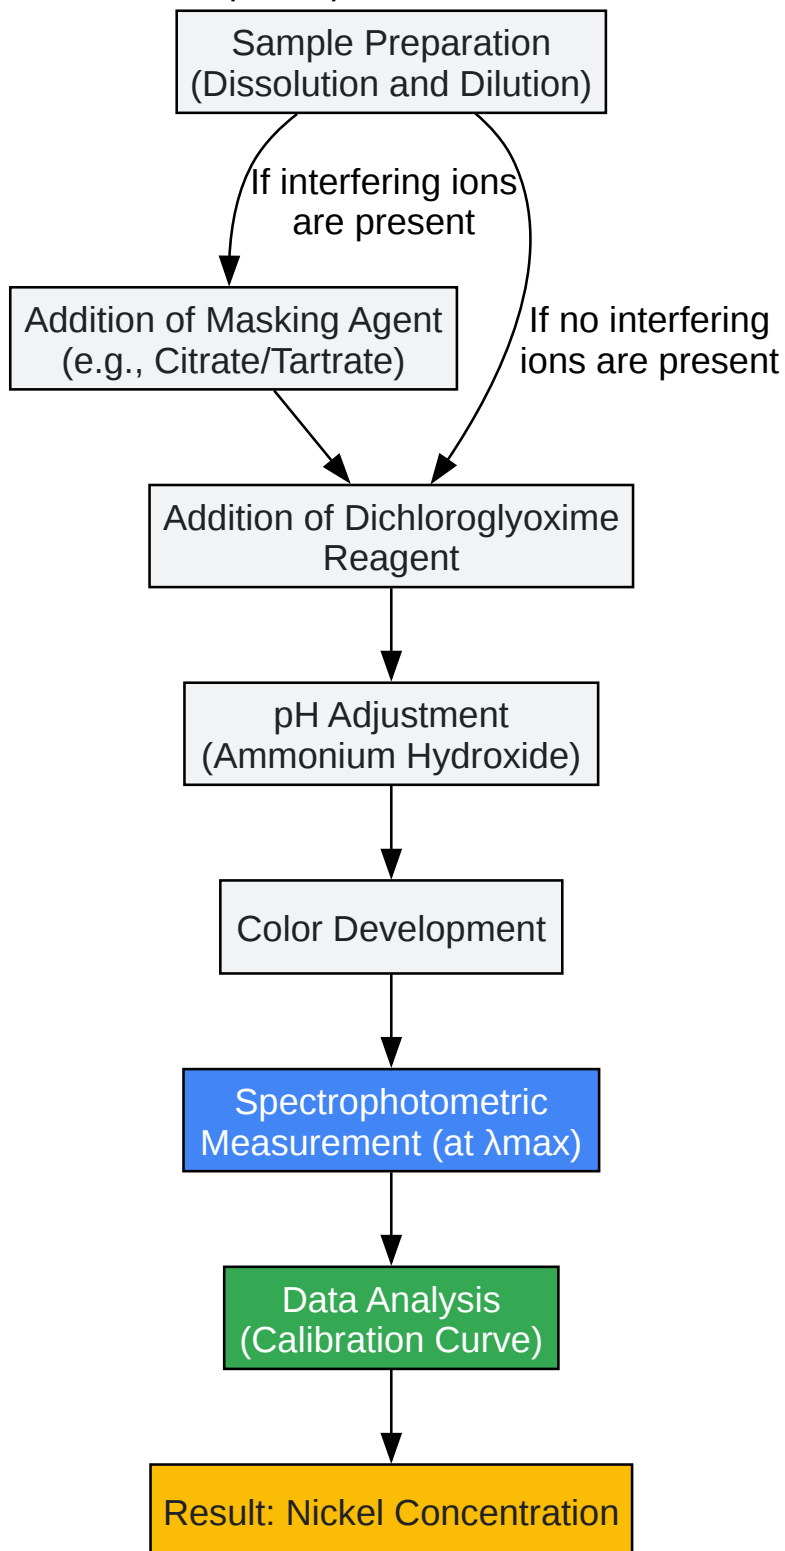 Sample Preparation
(Dissolution and Dilution)
If interfering ions
are present
Addition of Masking Agent
(e.g., Citrate/Tartrate)
If no interfering
ions are present
Addition of Dichloroglyoxime
Reagent
pH Adjustment
(Ammonium Hydroxide)
Color Development
Spectrophotometric
Measurement (at λmax)
Data Analysis
(Calibration Curve)
Result: Nickel Concentration